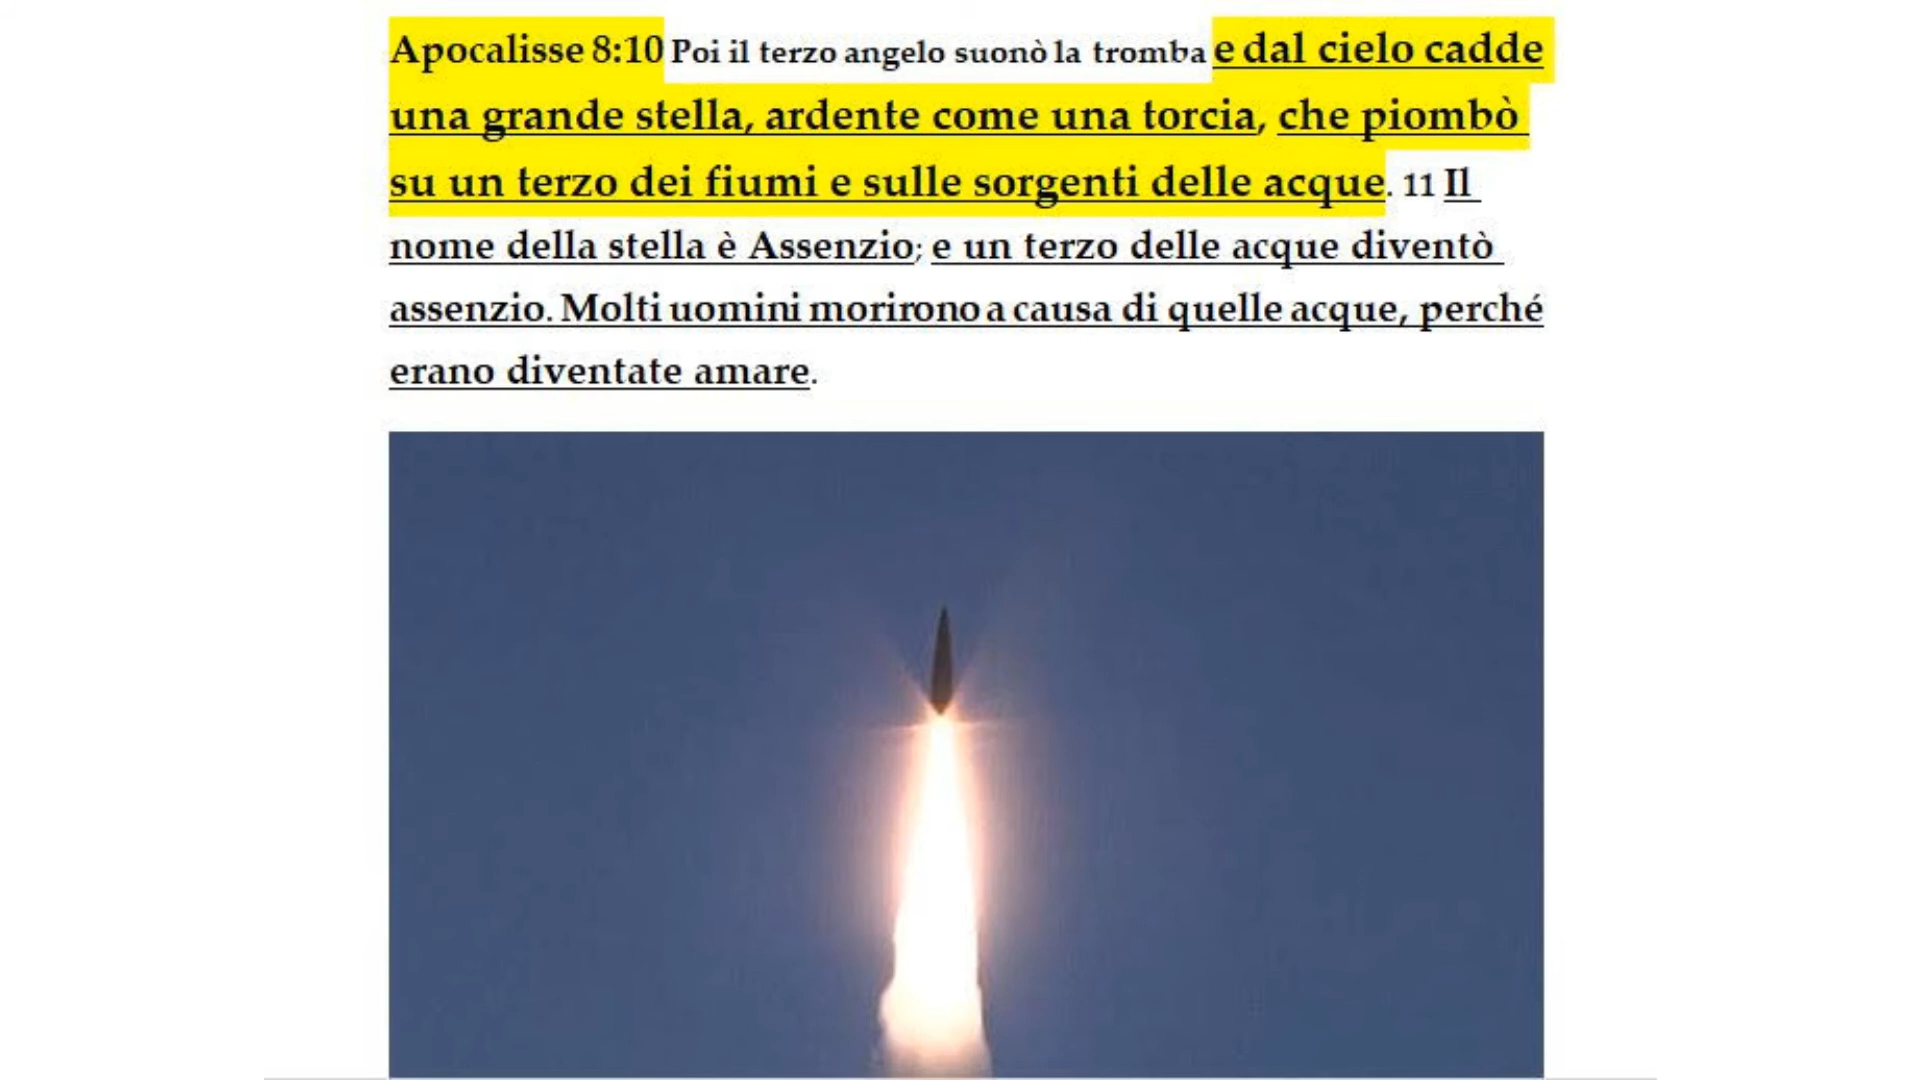 Apocalisse 8:10 Poi il terzo angelo suonò la tromba e dal cielo cadde
una grande stella, ardente come una torcia, che piombò
su un terzo dei fiumi e sulle sorgenti delle acque. 11 Il
nome della stella è Assenzio; e un terzo delle acque diventò
assenzio. Molti uomini morirono a causa di quelle acque, perché
erano diventate amare.